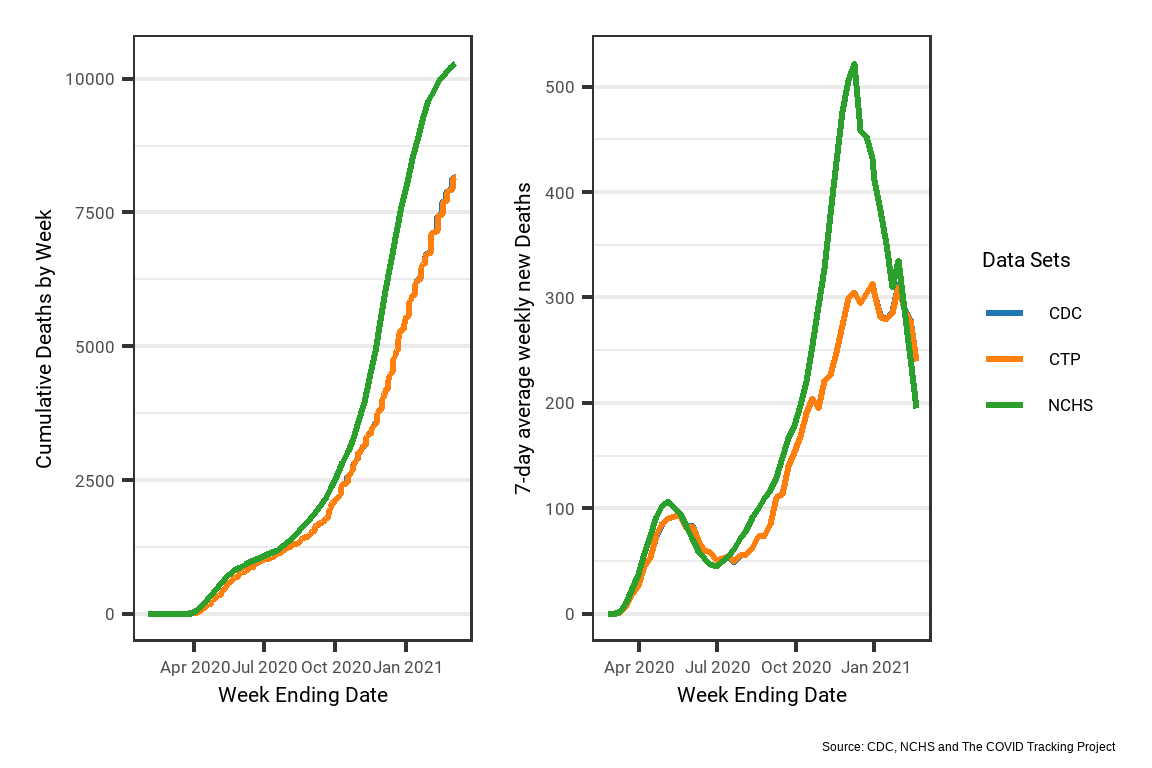 Cumulative Deaths by Week
10000
7500
5000
2500
0
Apr 2020 Jul 2020 Oct 2020 Jan 2021
Week Ending Date
7-day average weekly new Deaths
500
400
300
200
100
0
Apr 2020 Jul 2020 Oct 2020 Jan 2021
Week Ending Date
Data Sets
CDC
CTP
NCHS
Source: CDC, NCHS and The COVID Tracking Project